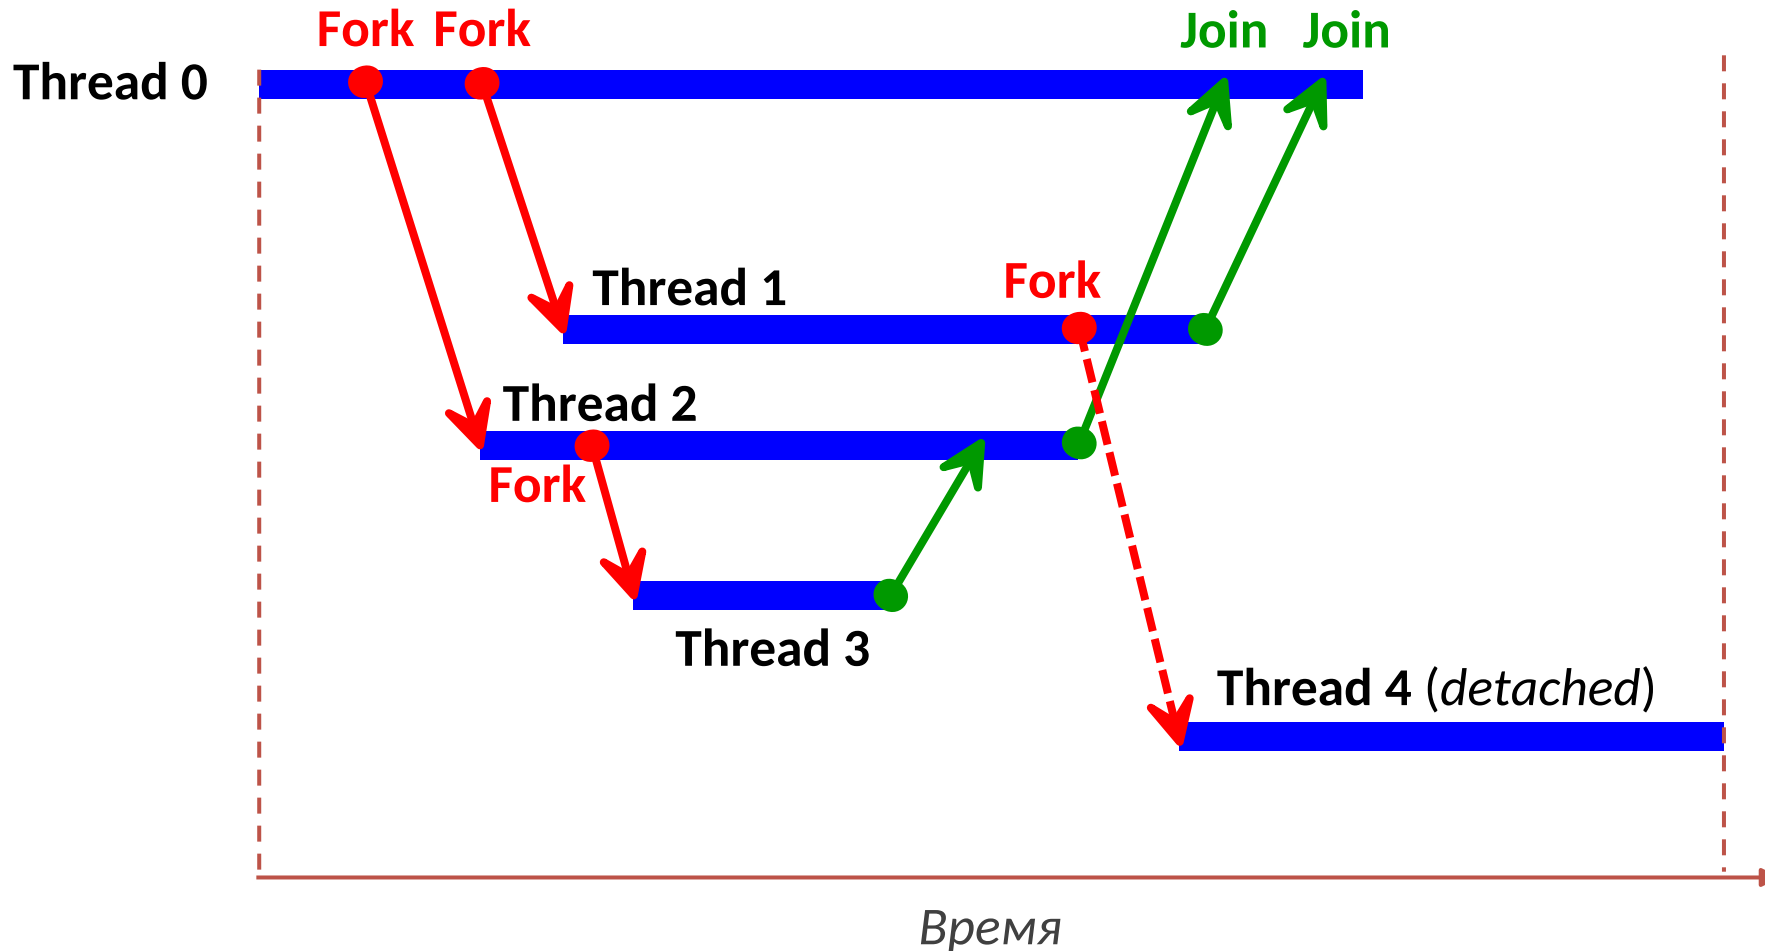 Fork Fork
Join Join
Thread 0
Fork
Thread 1
Thread 2
Fork
Thread 3
Thread 4 (detached)
Время